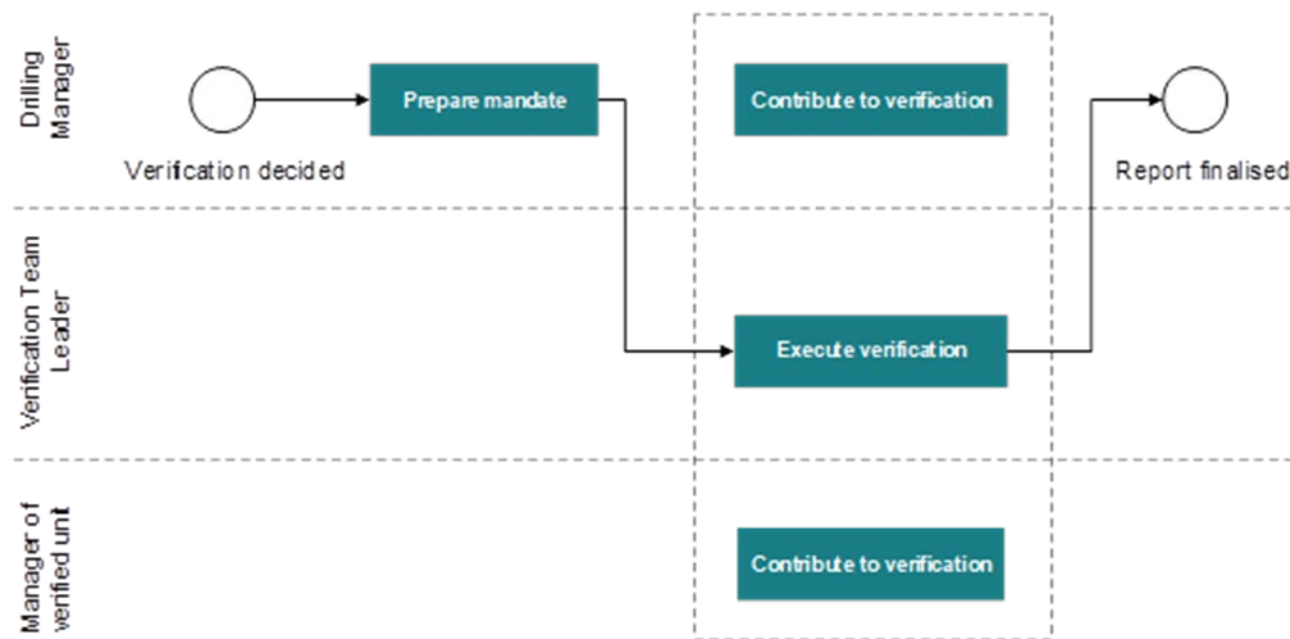 Drilling
Manager
Prepare mandate
Contribute to verification
Verification decided
Report finalised
Verification Team
Leader
Execute verification
Manager of
verified unit
Contribute to verification